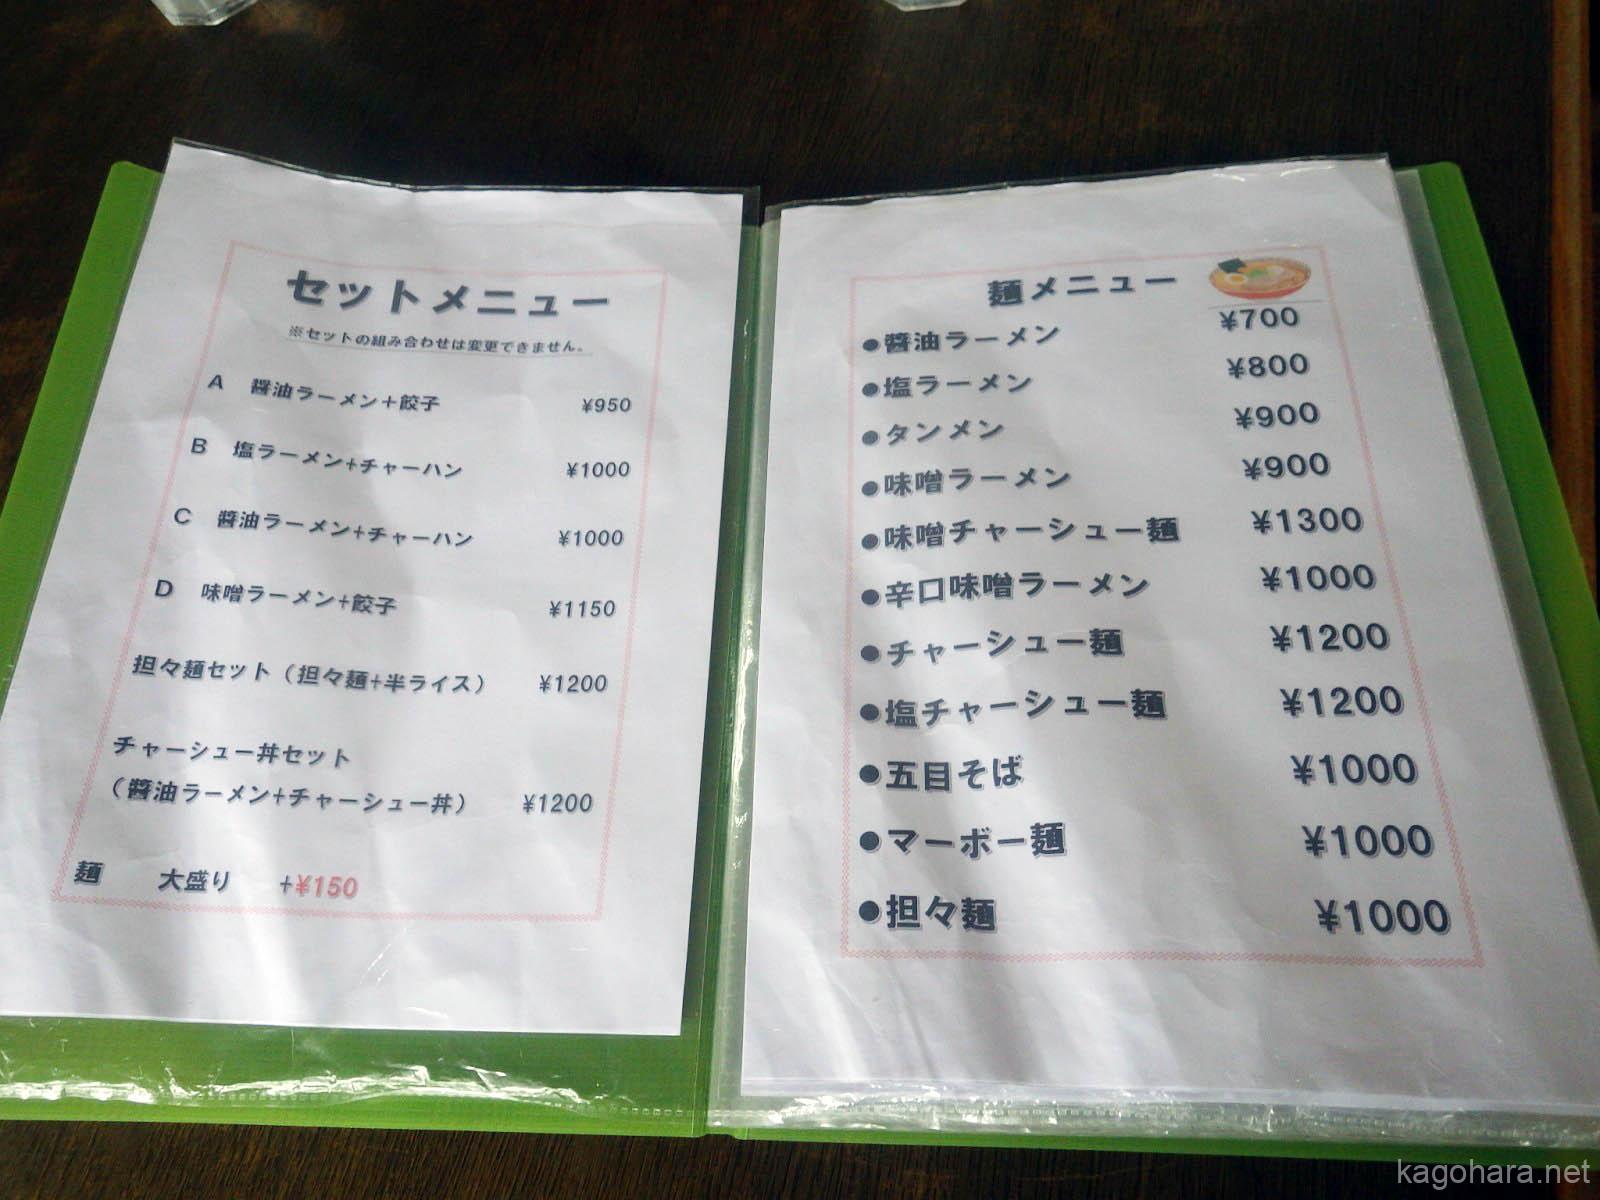 セットメニュー
※セットの組み合わせは変更できません。
A 醤油ラーメン+餃子 ¥950
B 塩ラーメン+チャーハン ¥1000
C 醤油ラーメン+チャーハン ¥1000
D 味噌ラーメン+餃子 ¥1150
担々麺セット（担々麺+半ライス） ¥1200
チャーシュー丼セット
（醤油ラーメン+チャーシュー丼） ¥1200
麺 大盛り +¥150
麺メニュー
●醤油ラーメン ¥700
●塩ラーメン ¥800
●タンメン ¥900
●味噌ラーメン ¥900
●味噌チャーシュー麺 ¥1300
●辛口味噌ラーメン ¥1000
●チャーシュー麺 ¥1200
●塩チャーシュー麺 ¥1200
●五目そば ¥1000
●マーボー麺 ¥1000
●担々麺 ¥1000
kagohara.net